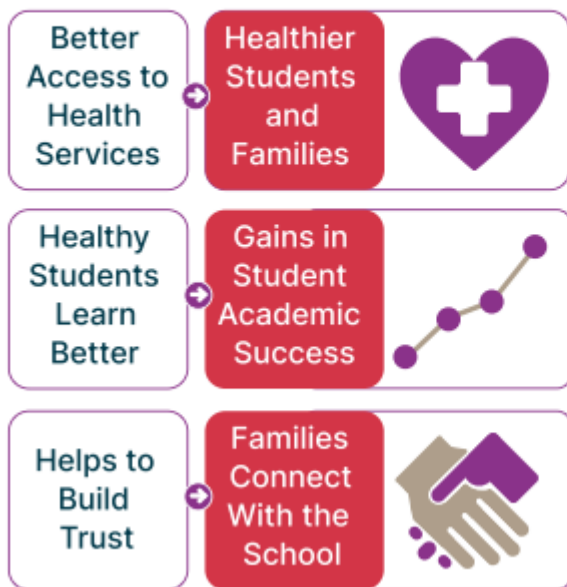 Better
Access to
Health
Services
Healthier
Students
and
Families
Healthy
Students
Learn
Better
Gains in
Student
Academic
Success
Helps to
Build
Trust
Families
Connect
With the
School